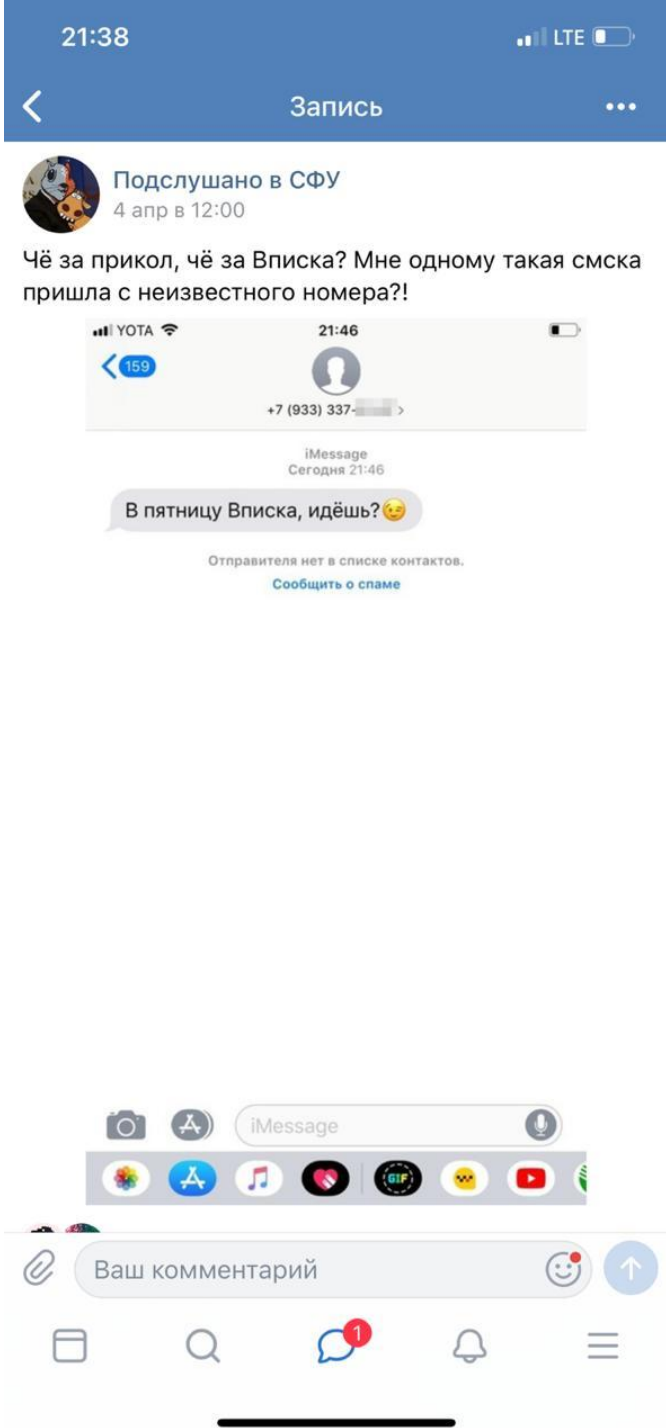 21:38
LTE
Запись
Подслушано в СФУ
4 апр в 12:00
Чё за прикол, чё за Вписка? Мне одному такая смска
пришла с неизвестного номера?!
YOTA
21:46
159
+7 (933) 337-
iMessage
Сегодня 21:46
В пятницу Вписка, идёшь?😉
Отправителя нет в списке контактов.
Сообщить о спаме
iMessage
GIF
Ваш комментарий
1